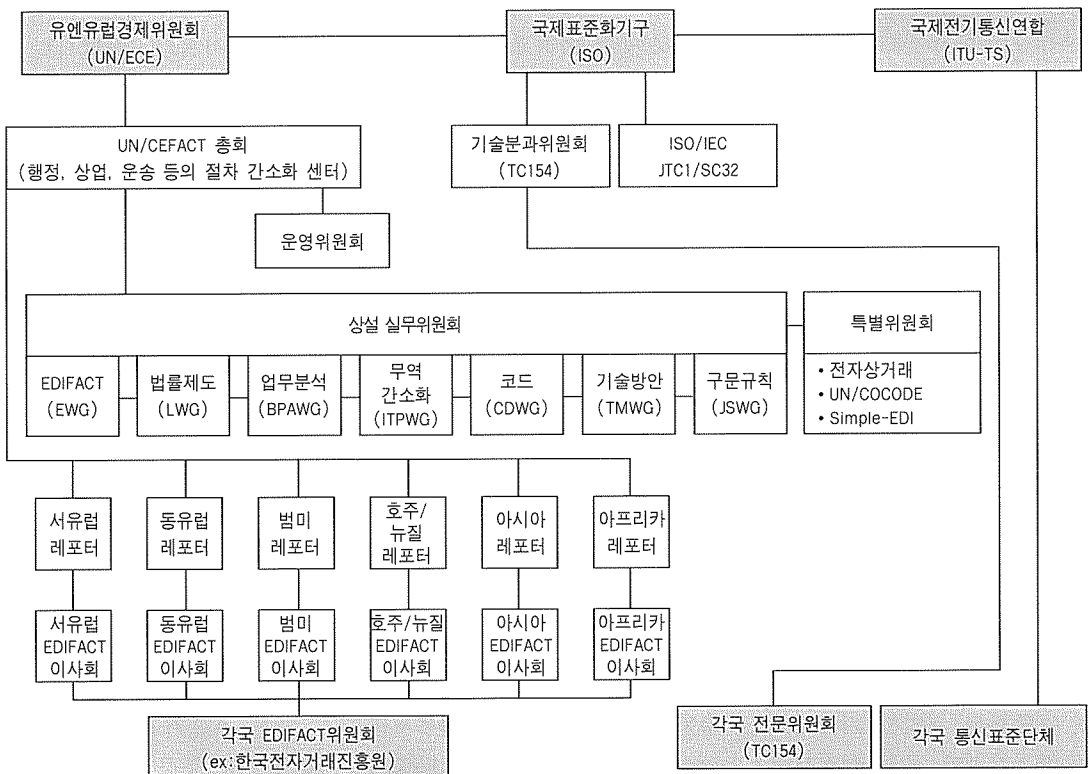 유엔유럽경제위원회
(UN/ECE)
국제표준화기구
(ISO)
국제전기통신연합
(ITU-TS)
UN/CEFACT 총회
(행정, 상업, 운송 등의 절차 간소화 센터)
기술분과위원회
(TC154)
ISO/IEC
JTC1/SC32
운영위원회
상설 실무위원회
특별위원회
EDIFACT
(EWG)
법률제도
(LWG)
업무분석
(BPAWG)
무역
간소화
(ITPWG)
코드
(CDWG)
기술방안
(TMWG)
구문규칙
(JSWG)
• 전자상거래
• UN/COCODE
• Simple-EDI
서유럽
레포터
동유럽
레포터
범미
레포터
호주/
뉴질
레포터
아시아
레포터
아프리카
레포터
서유럽
EDIFACT
이사회
동유럽
EDIFACT
이사회
범미
EDIFACT
이사회
호주/뉴질
EDIFACT
이사회
아시아
EDIFACT
이사회
아프리카
EDIFACT
이사회
각국 EDIFACT위원회
(ex:한국전자거래진흥원)
각국 전문위원회
(TC154)
각국 통신표준단체